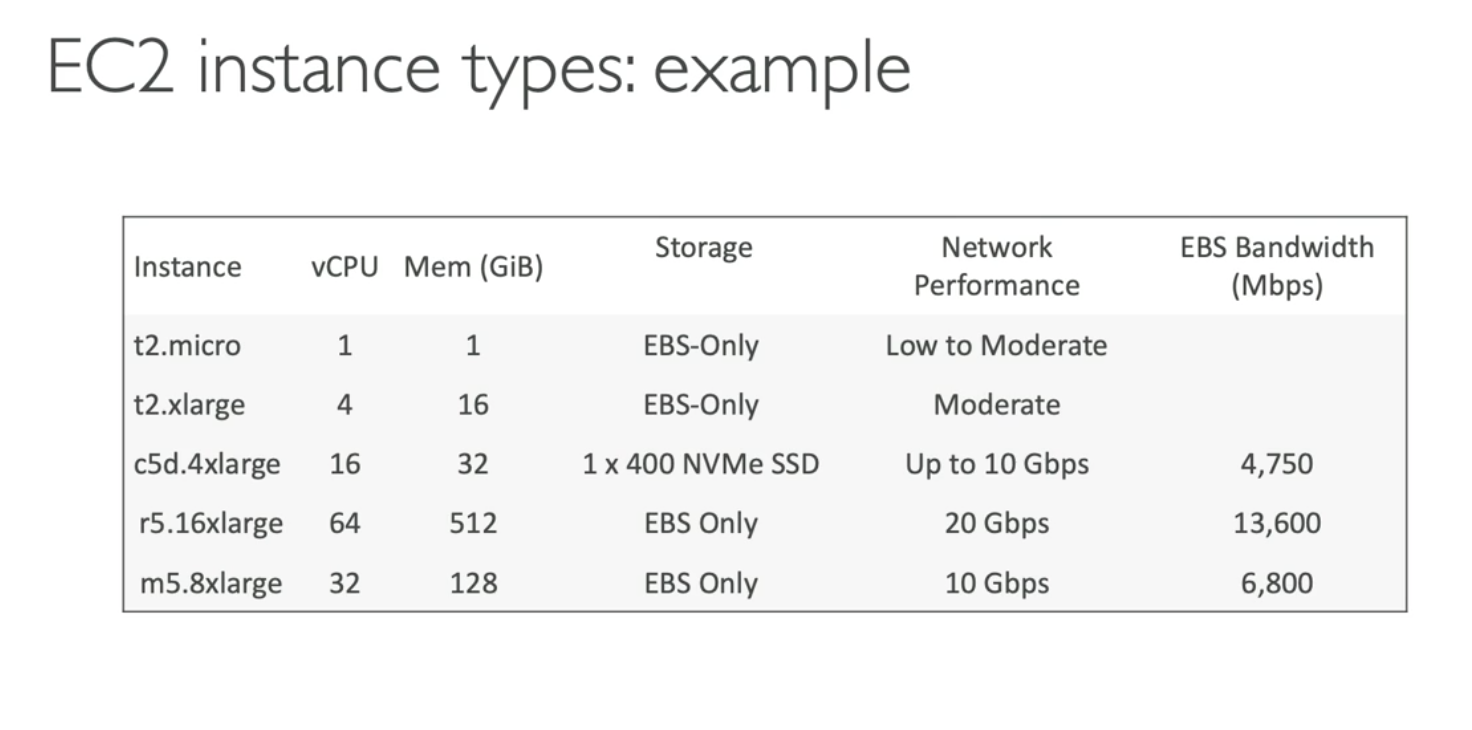 EC2 instance types: example
Instance vCPU Mem (GiB) Storage Network Performance EBS Bandwidth (Mbps)
t2.micro 1 1 EBS-Only Low to Moderate
t2.xlarge 4 16 EBS-Only Moderate
c5d.4xlarge 16 32 1 x 400 NVMe SSD Up to 10 Gbps 4,750
r5.16xlarge 64 512 EBS Only 20 Gbps 13,600
m5.8xlarge 32 128 EBS Only 10 Gbps 6,800